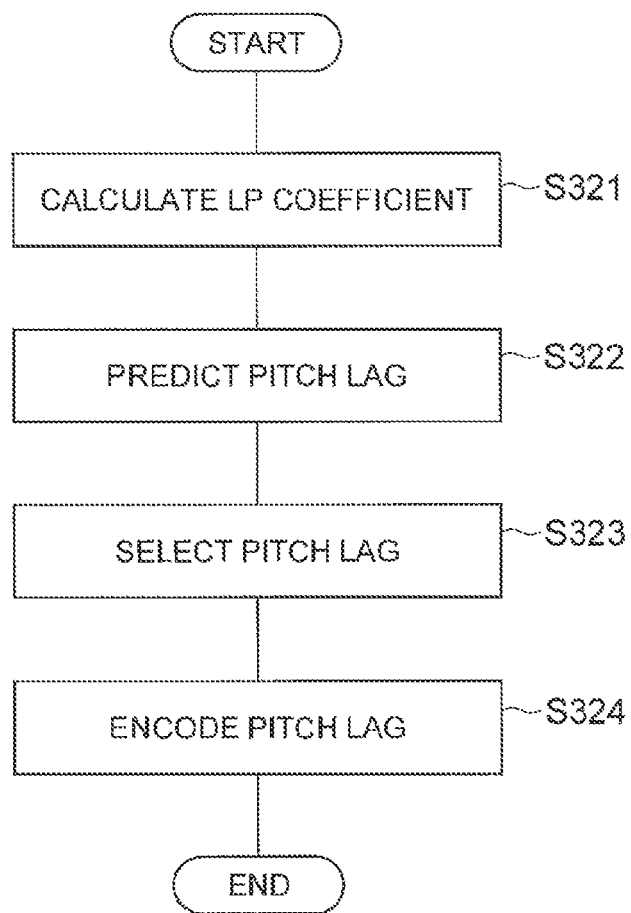 START
CALCULATE LP COEFFICIENT
S321
PREDICT PITCH LAG
S322
SELECT PITCH LAG
S323
ENCODE PITCH LAG
S324
END